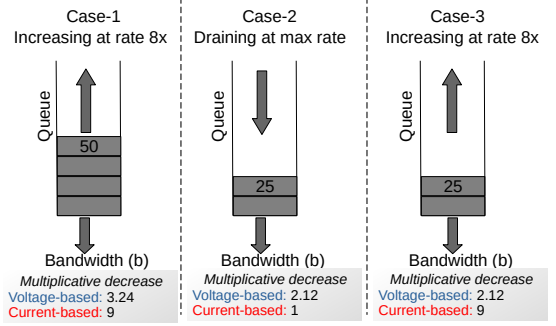 Case-1
Increasing at rate 8x
Queue
50
Bandwidth (b)
Multiplicative decrease
Voltage-based: 3.24
Current-based: 9
Case-2
Draining at max rate
Queue
25
Bandwidth (b)
Multiplicative decrease
Voltage-based: 2.12
Current-based: 1
Case-3
Increasing at rate 8x
Queue
25
Bandwidth (b)
Multiplicative decrease
Voltage-based: 2.12
Current-based: 9